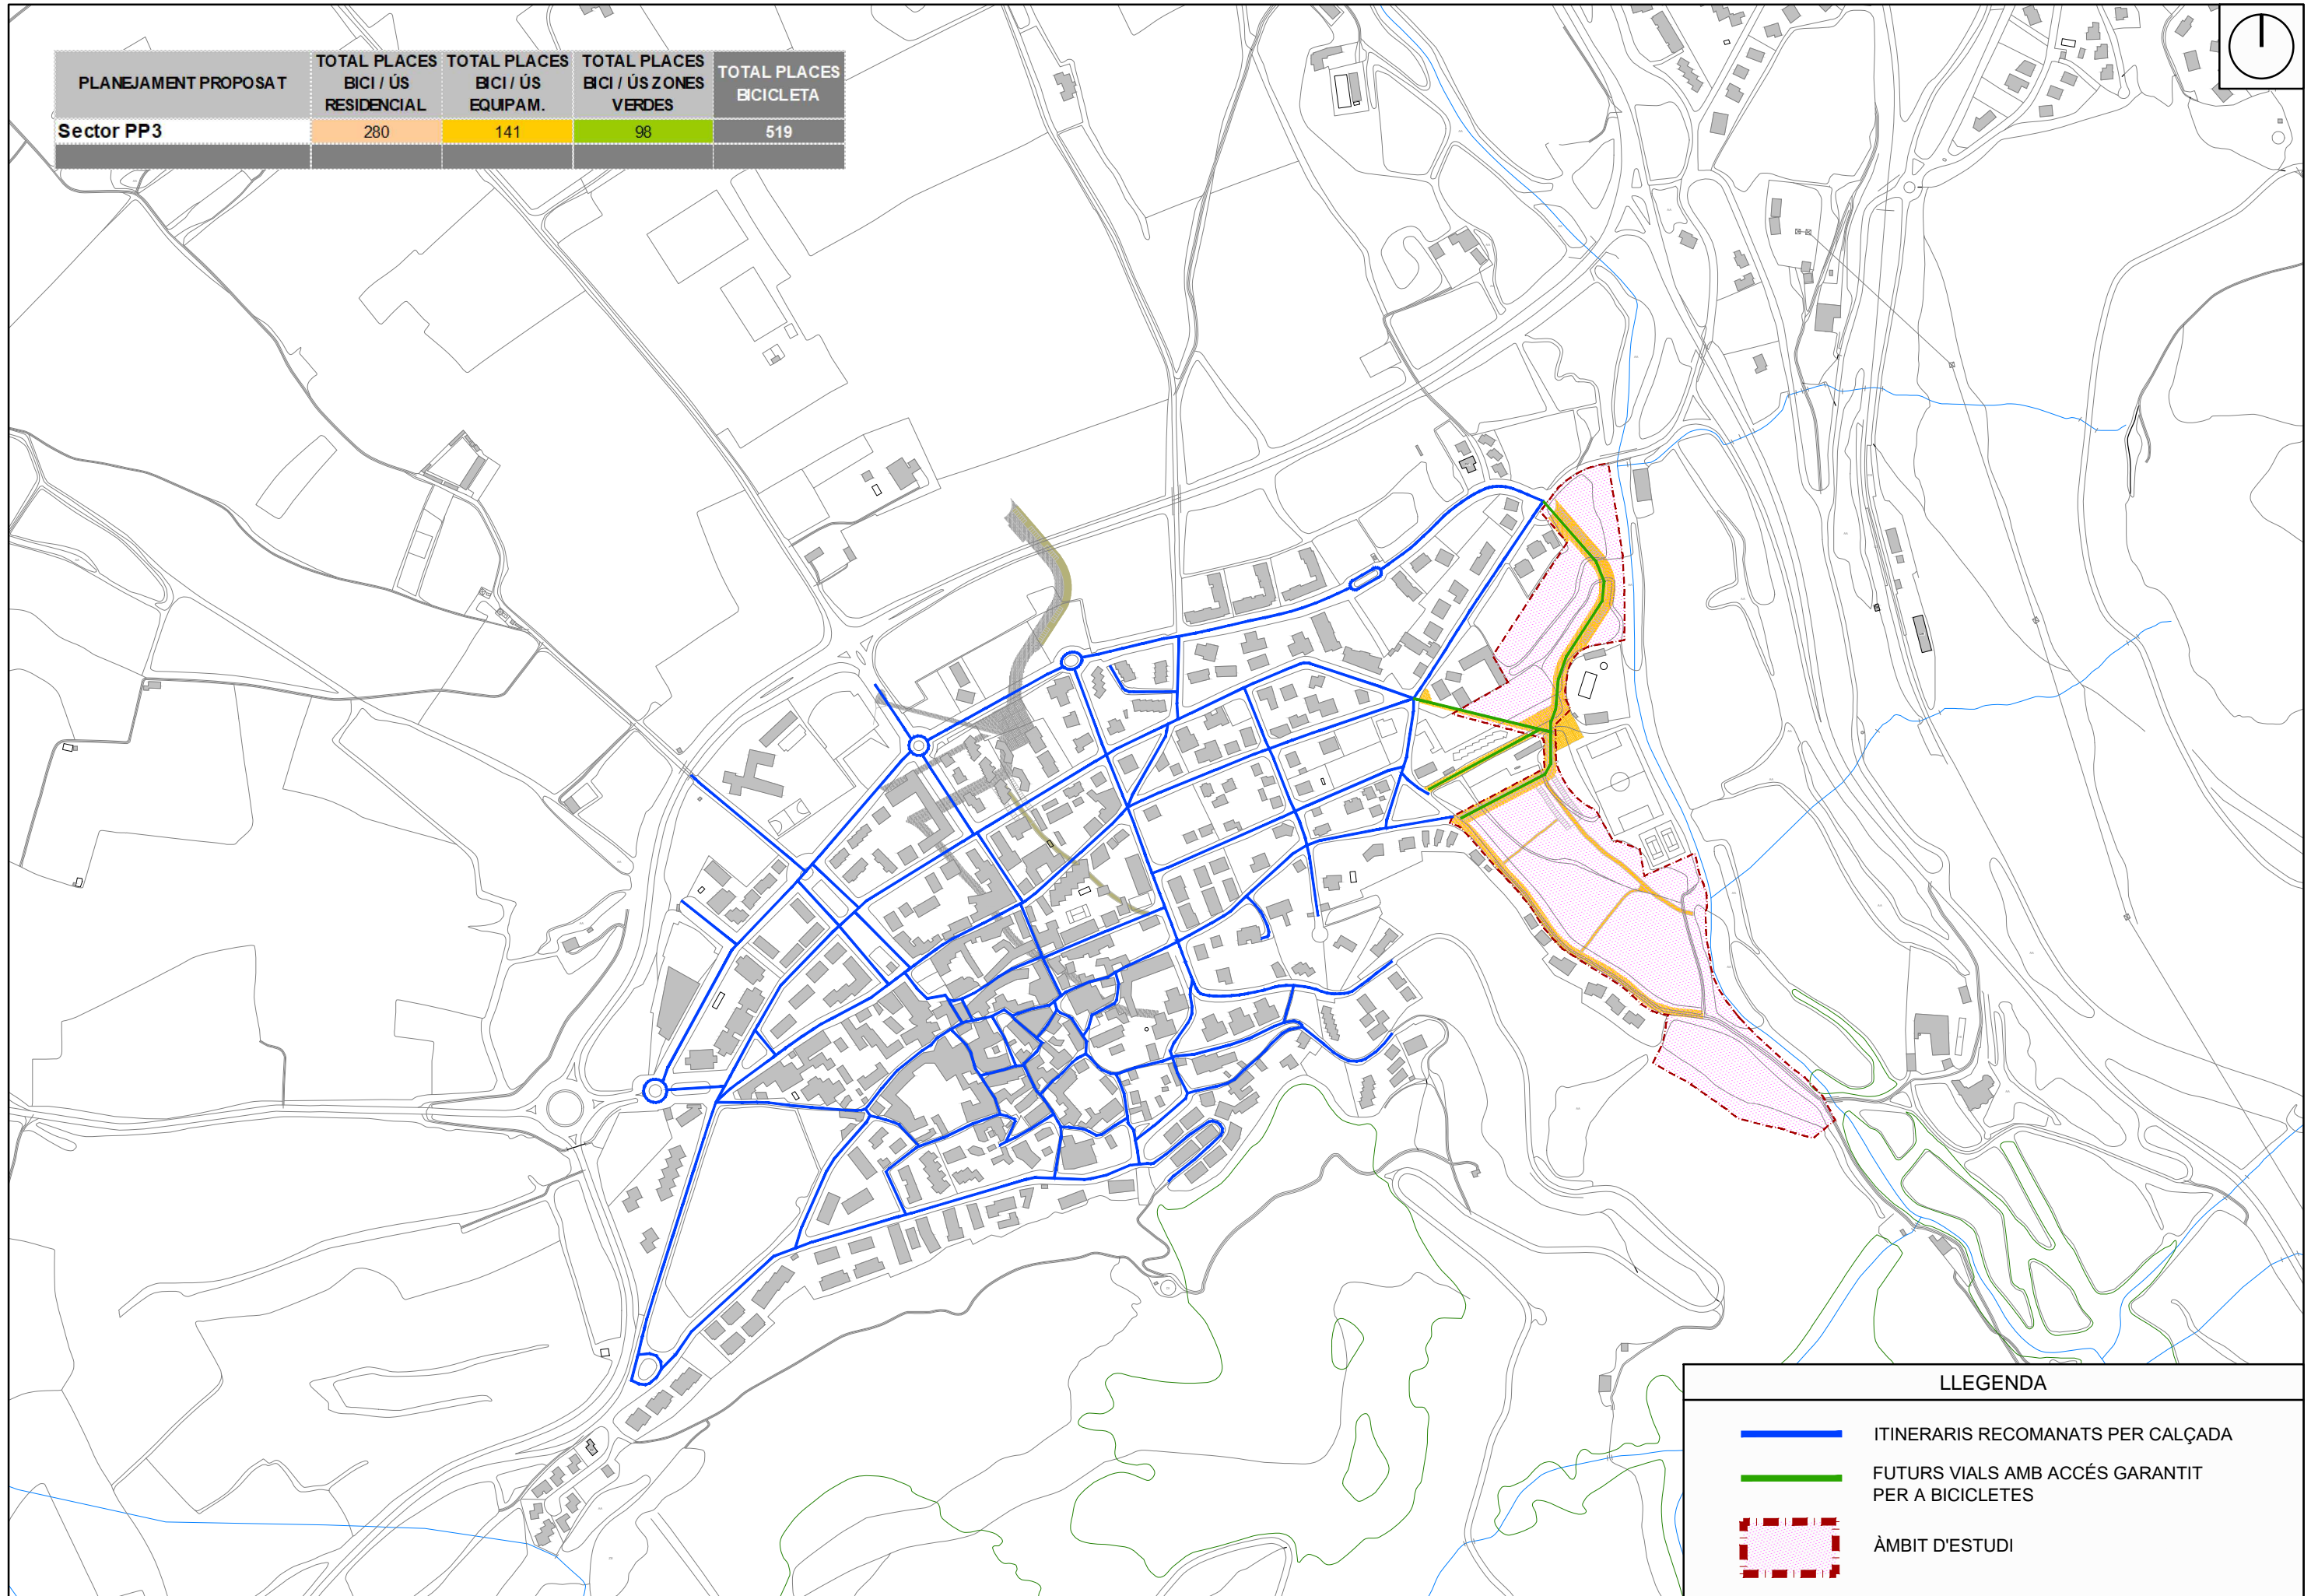 PLANEJAMENT PROPOSAT
TOTAL PLACES
BICI / ÚS
RESIDENCIAL
TOTAL PLACES
BICI / ÚS
EQUIPAM.
TOTAL PLACES
BICI / ÚS ZONES
VERDES
TOTAL PLACES
BICICLETA
Sector PP3 280 141 98 519
LLEGENDA
ITINERARIS RECOMANATS PER CALÇADA
FUTURS VIALS AMB ACCÉS GARANTIT
PER A BICICLETES
ÀMBIT D'ESTUDI